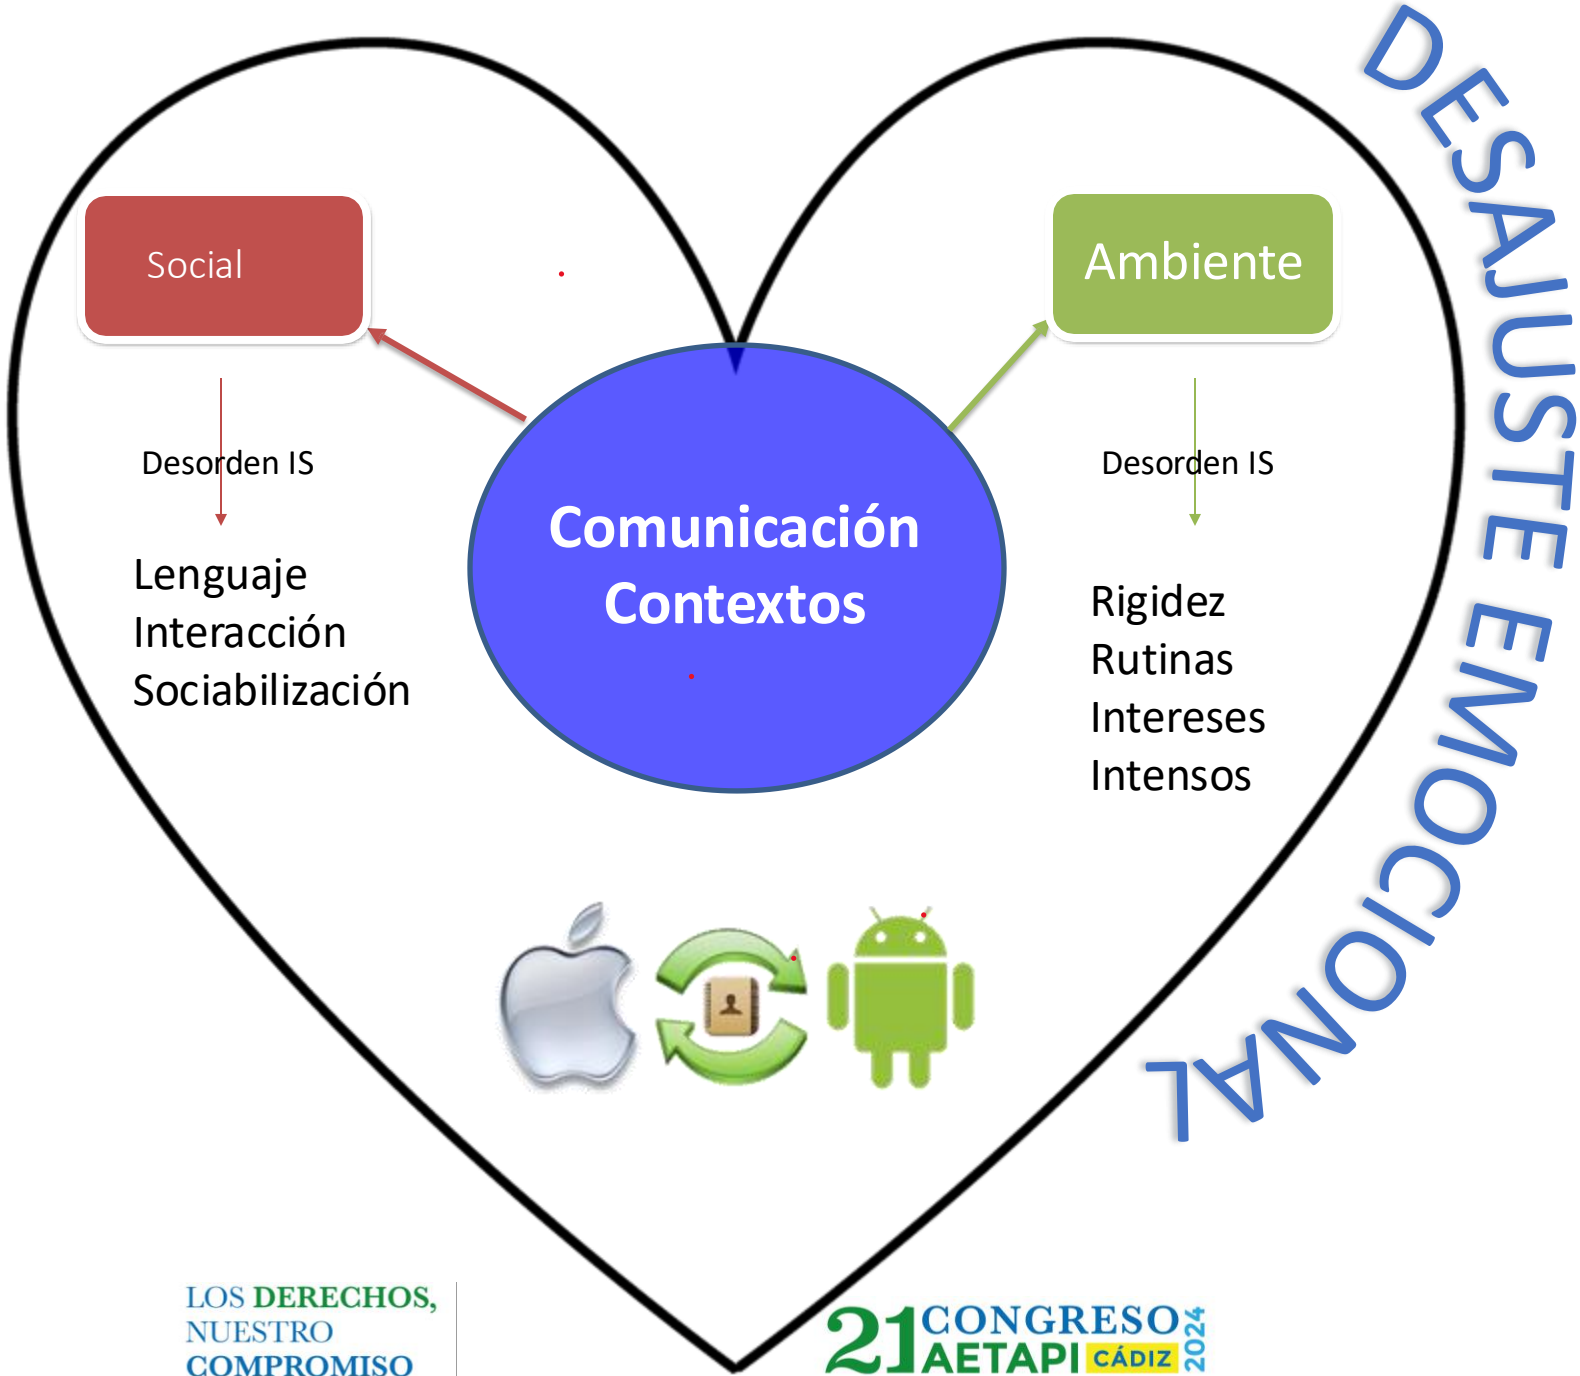 Social
Ambiente
Desorden IS
Desorden IS
Comunicación
Contextos
Lenguaje
Interacción
Sociabilización
Rigidez
Rutinas
Intereses
Intensos
DESAJUSTE EMOCIONAL
LOS DERECHOS,
NUESTRO
COMPROMISO
21 CONGRESO
AETAPI CÁDIZ 2024